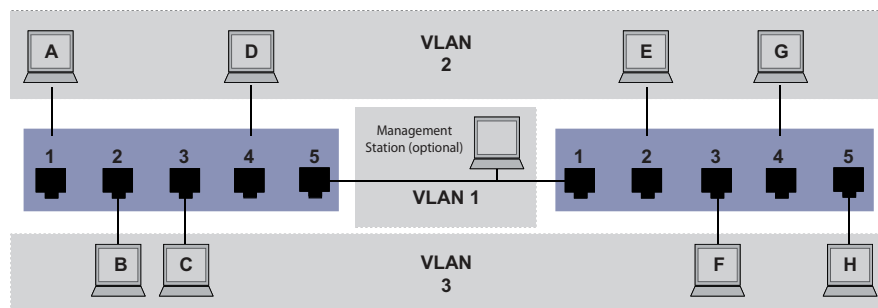 VLAN
2
A
D
E
G
Management
Station (optional)
1 2 3 4 5
1 2 3 4 5
VLAN 1
B
C
VLAN
3
F
H